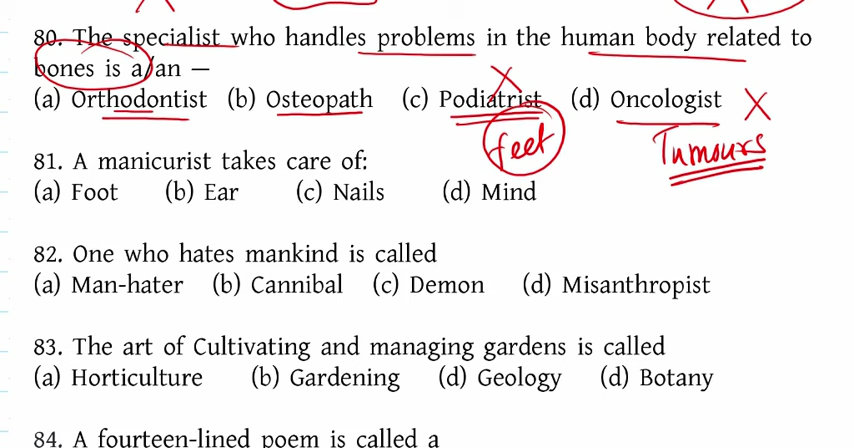 80. The specialist who handles problems in the human body related to
bones is a/an –
(a) Orthodontist (b) Osteopath (c) Podiatrist (d) Oncologist
feet
Tumours
81. A manicurist takes care of:
(a) Foot (b) Ear (c) Nails (d) Mind
82. One who hates mankind is called
(a) Man-hater (b) Cannibal (c) Demon (d) Misanthropist
83. The art of Cultivating and managing gardens is called
(a) Horticulture (b) Gardening (d) Geology (d) Botany
84. A fourteen-lined poem is called a